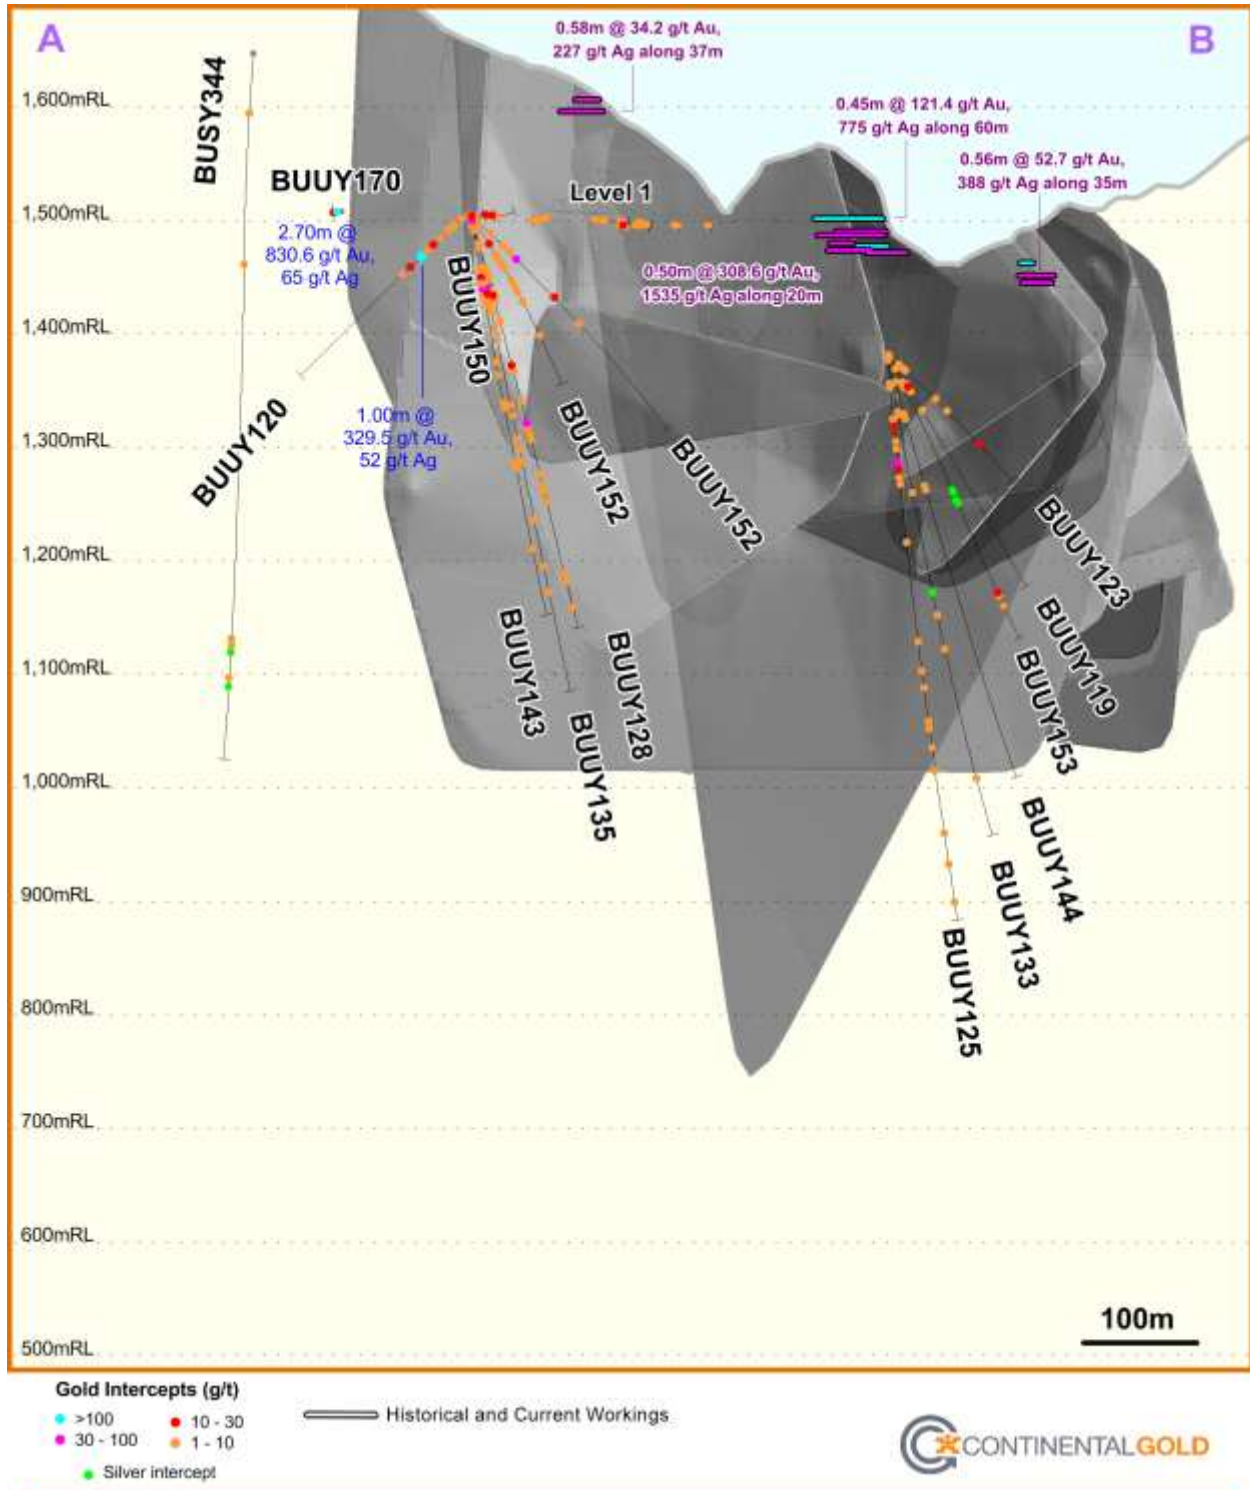 A
B
0.58m @ 34.2 g/t Au,
227 g/t Ag along 37m
BUSY344
1,600mRL
0.45m @ 121.4 g/t Au,
775 g/t Ag along 60m
0.56m @ 52.7 g/t Au,
388 g/t Ag along 35m
BUUY170
Level 1
1,500mRL
2.70m @
830.6 g/t Au,
65 g/t Ag
0.50m @ 308.6 g/t Au,
1535 g/t Ag along 20m
BUUY150
1,400mRL
1.00m @
329.5 g/t Au,
52 g/t Ag
BUUY120
BUUY152
BUUY152
1,300mRL
BUUY123
1,200mRL
BUUY119
BUUY143
BUUY128
BUUY153
1,100mRL
BUUY135
1,000mRL
BUUY144
BUUY133
900mRL
BUUY125
800mRL
700mRL
600mRL
100m
500mRL
Gold Intercepts (g/t)
>100
10 - 30
30 - 100
1 - 10
Silver intercept
Historical and Current Workings
CONTINENTALGOLD